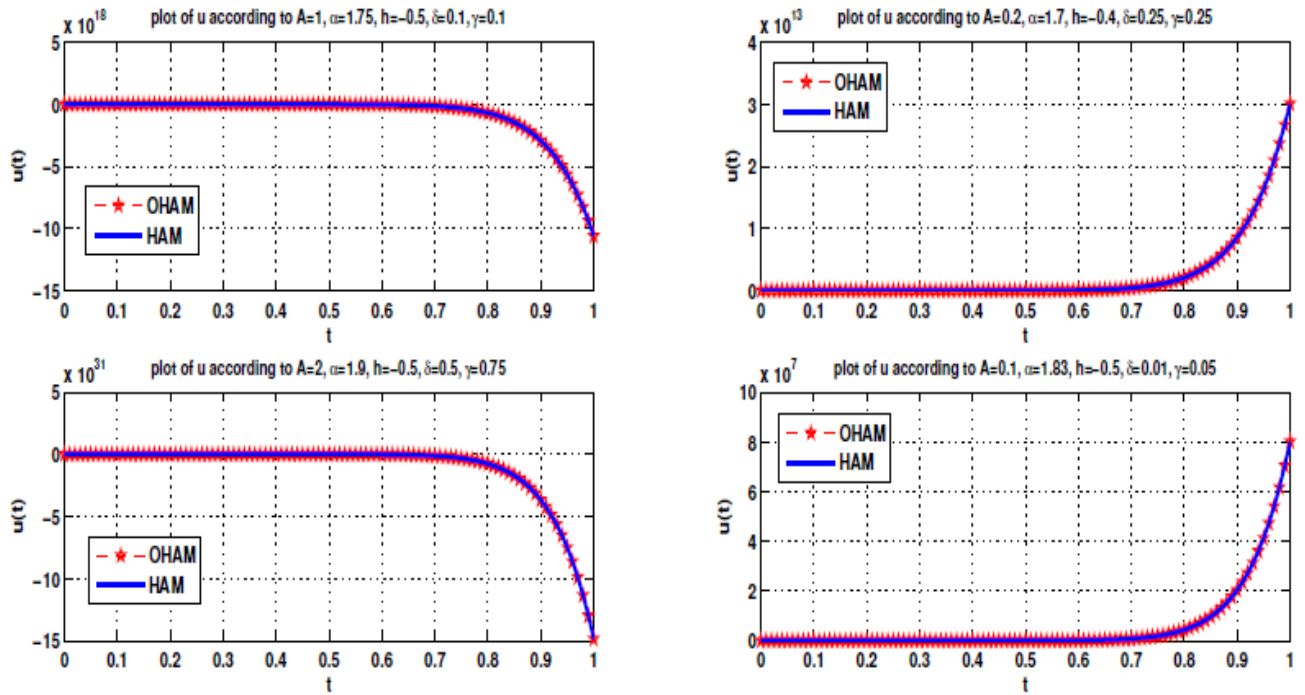 plot of u according to A=1, α=1.75, h=−0.5, δ=0.1, γ=0.1
x 10^18
5
0
−5
−10
−15
u(t)
OHAM
HAM
0 0.1 0.2 0.3 0.4 0.5 0.6 0.7 0.8 0.9 1
t
plot of u according to A=0.2, α=1.7, h=−0.4, δ=0.25, γ=0.25
x 10^13
4
3
2
1
0
u(t)
OHAM
HAM
0 0.1 0.2 0.3 0.4 0.5 0.6 0.7 0.8 0.9 1
t
plot of u according to A=2, α=1.9, h=−0.5, δ=0.5, γ=0.75
x 10^31
5
0
−5
−10
−15
u(t)
OHAM
HAM
0 0.1 0.2 0.3 0.4 0.5 0.6 0.7 0.8 0.9 1
t
plot of u according to A=0.1, α=1.83, h=−0.5, δ=0.01, γ=0.05
x 10^7
10
8
6
4
2
0
u(t)
OHAM
HAM
0 0.1 0.2 0.3 0.4 0.5 0.6 0.7 0.8 0.9 1
t